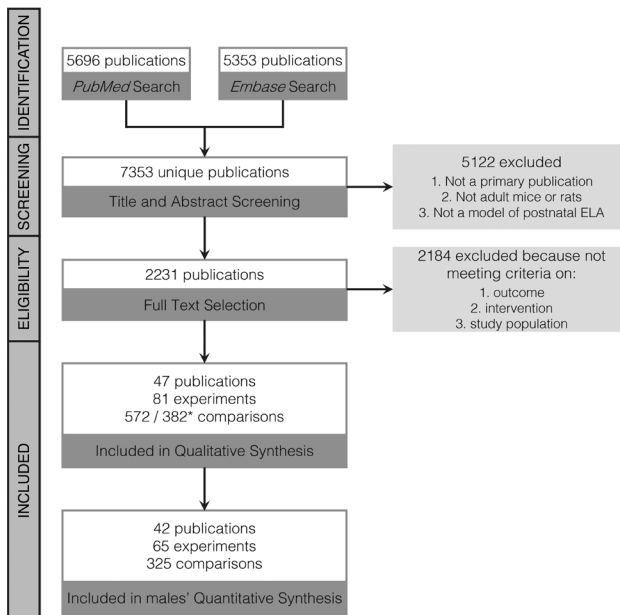 IDENTIFICATION
5696 publications
PubMed Search
5353 publications
Embase Search
SCREENING
7353 unique publications
Title and Abstract Screening
5122 excluded
1. Not a primary publication
2. Not adult mice or rats
3. Not a model of postnatal ELA
ELIGIBILITY
2231 publications
Full Text Selection
2184 excluded because not
meeting criteria on:
1. outcome
2. intervention
3. study population
INCLUDED
47 publications
81 experiments
572 / 382* comparisons
Included in Qualitative Synthesis
42 publications
65 experiments
325 comparisons
Included in males' Quantitative Synthesis